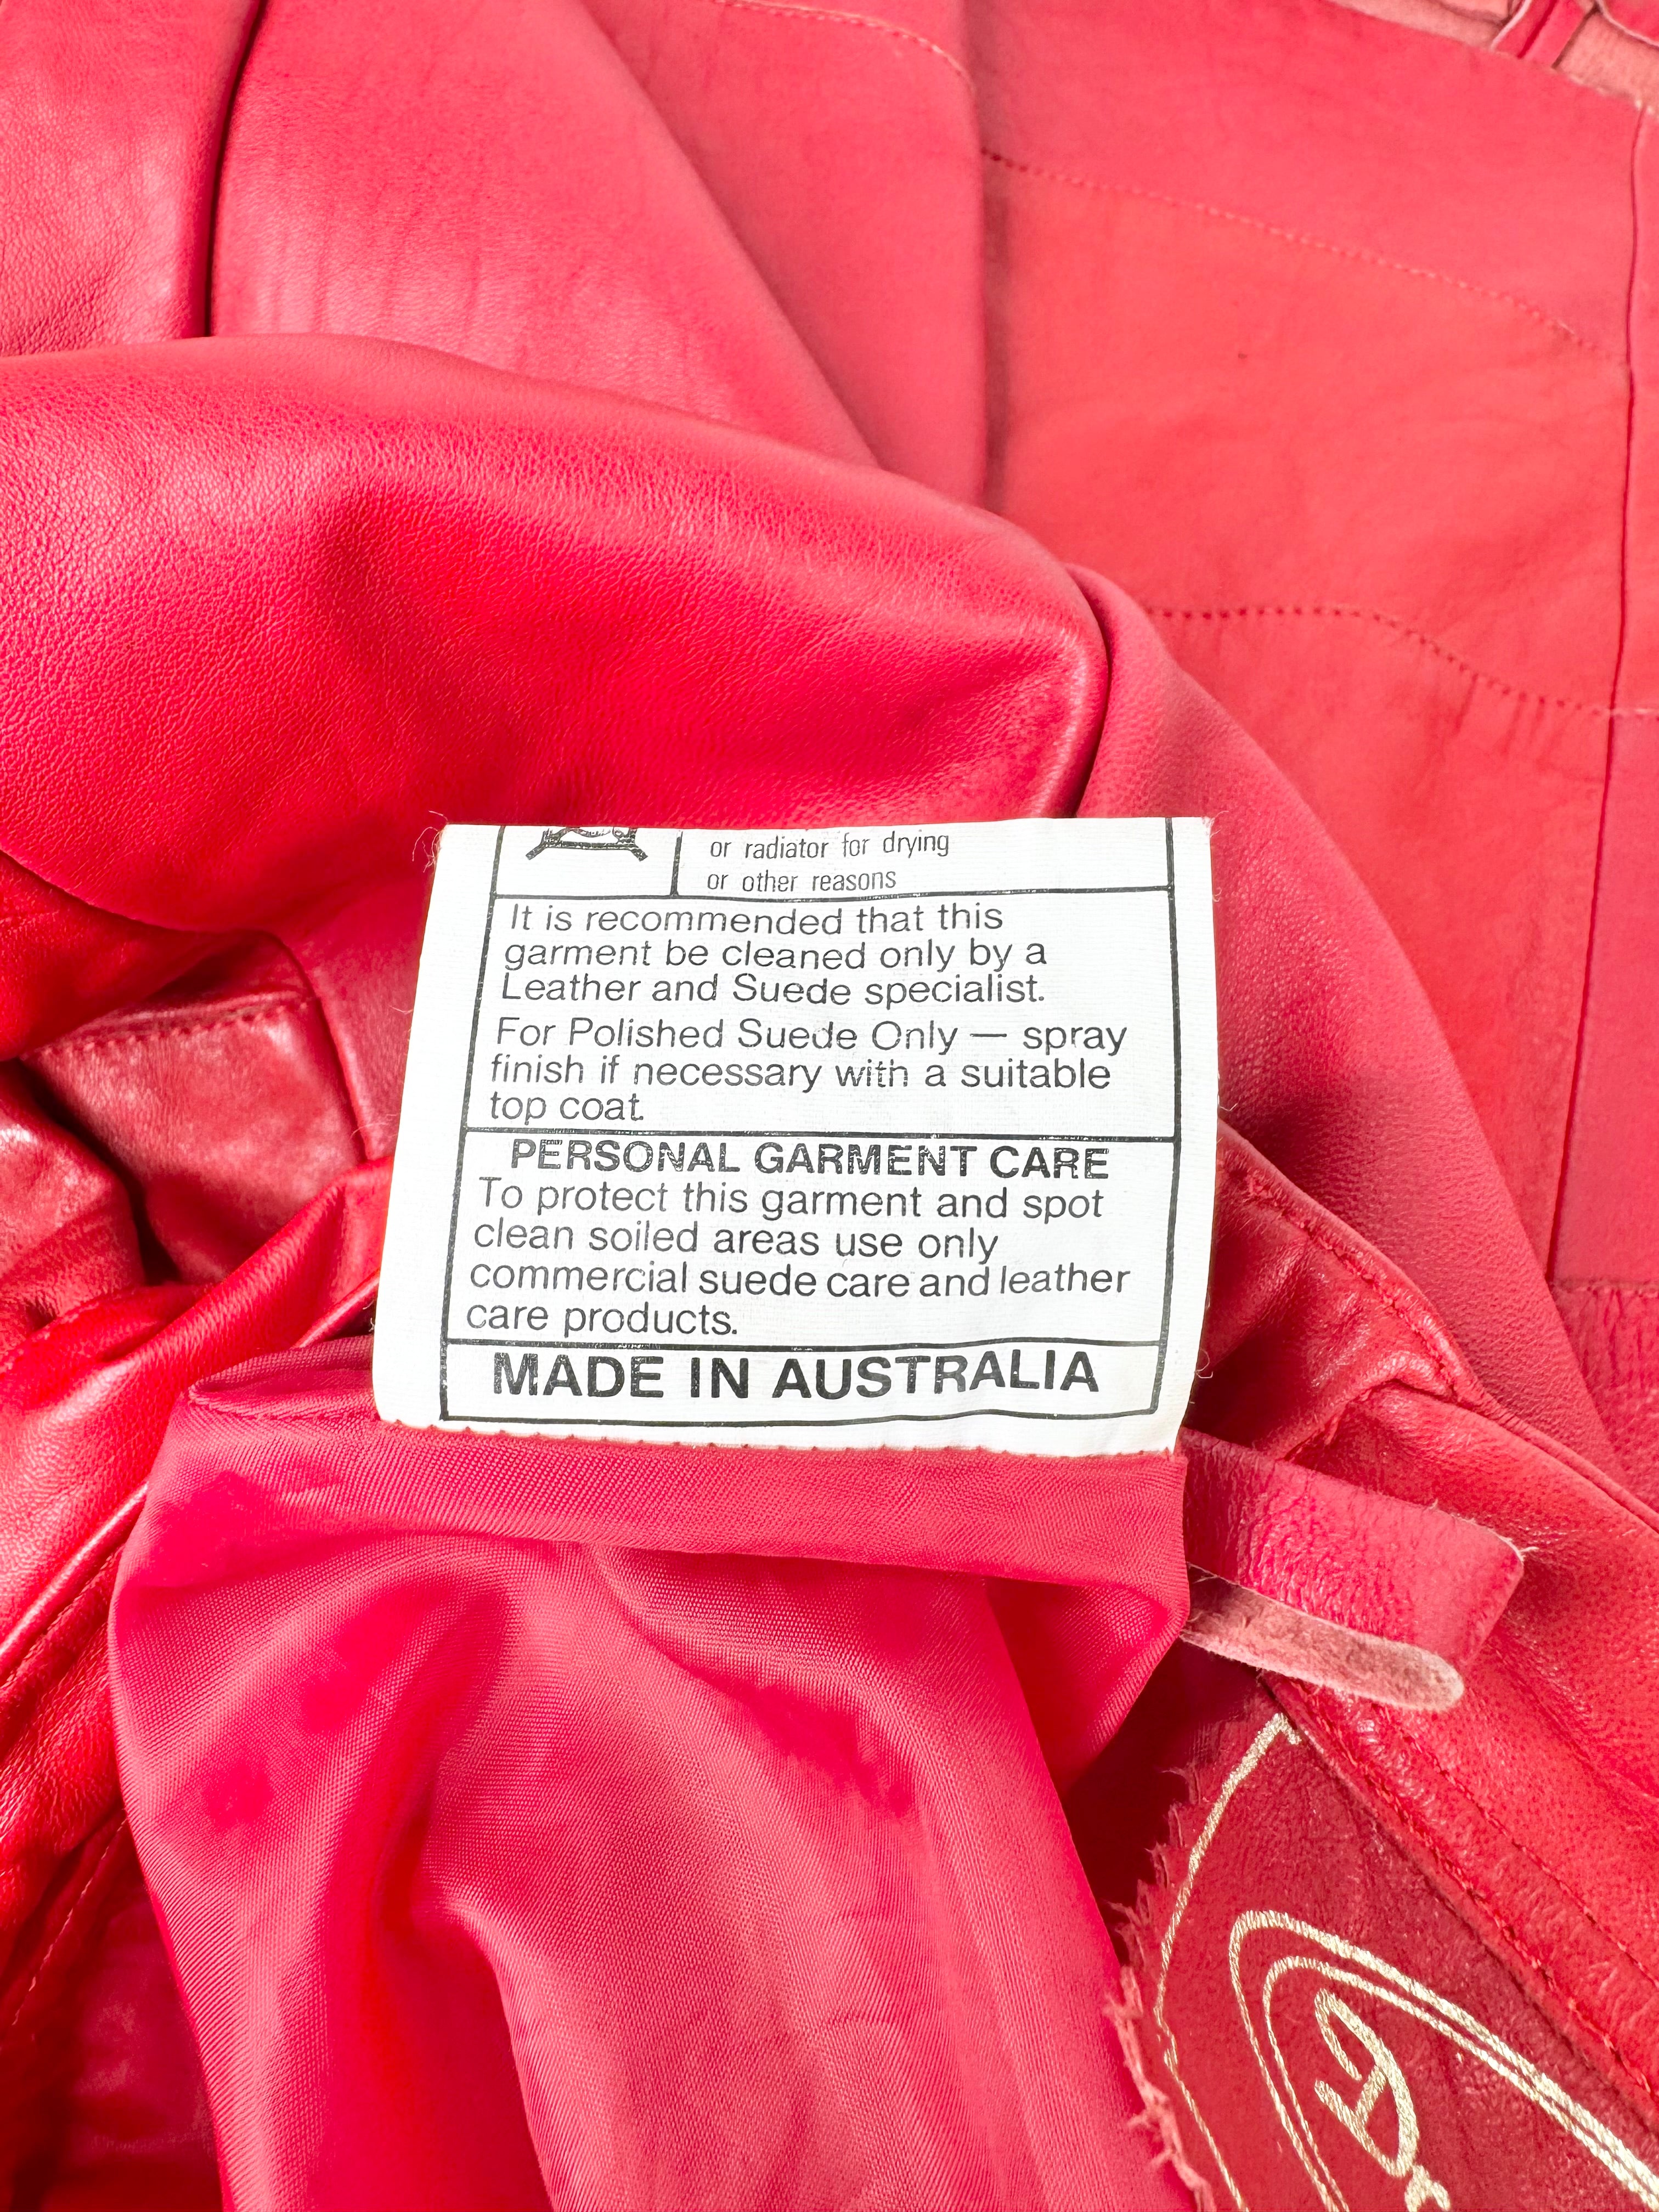 or radiator for drying
or other reasons
It is recommended that this
garment be cleaned only by a
Leather and Suede specialist.
For Polished Suede Only — spray
finish if necessary with a suitable
top coat.
PERSONAL GARMENT CARE
To protect this garment and spot
clean soiled areas use only
commercial suede care and leather
care products.
MADE IN AUSTRALIA